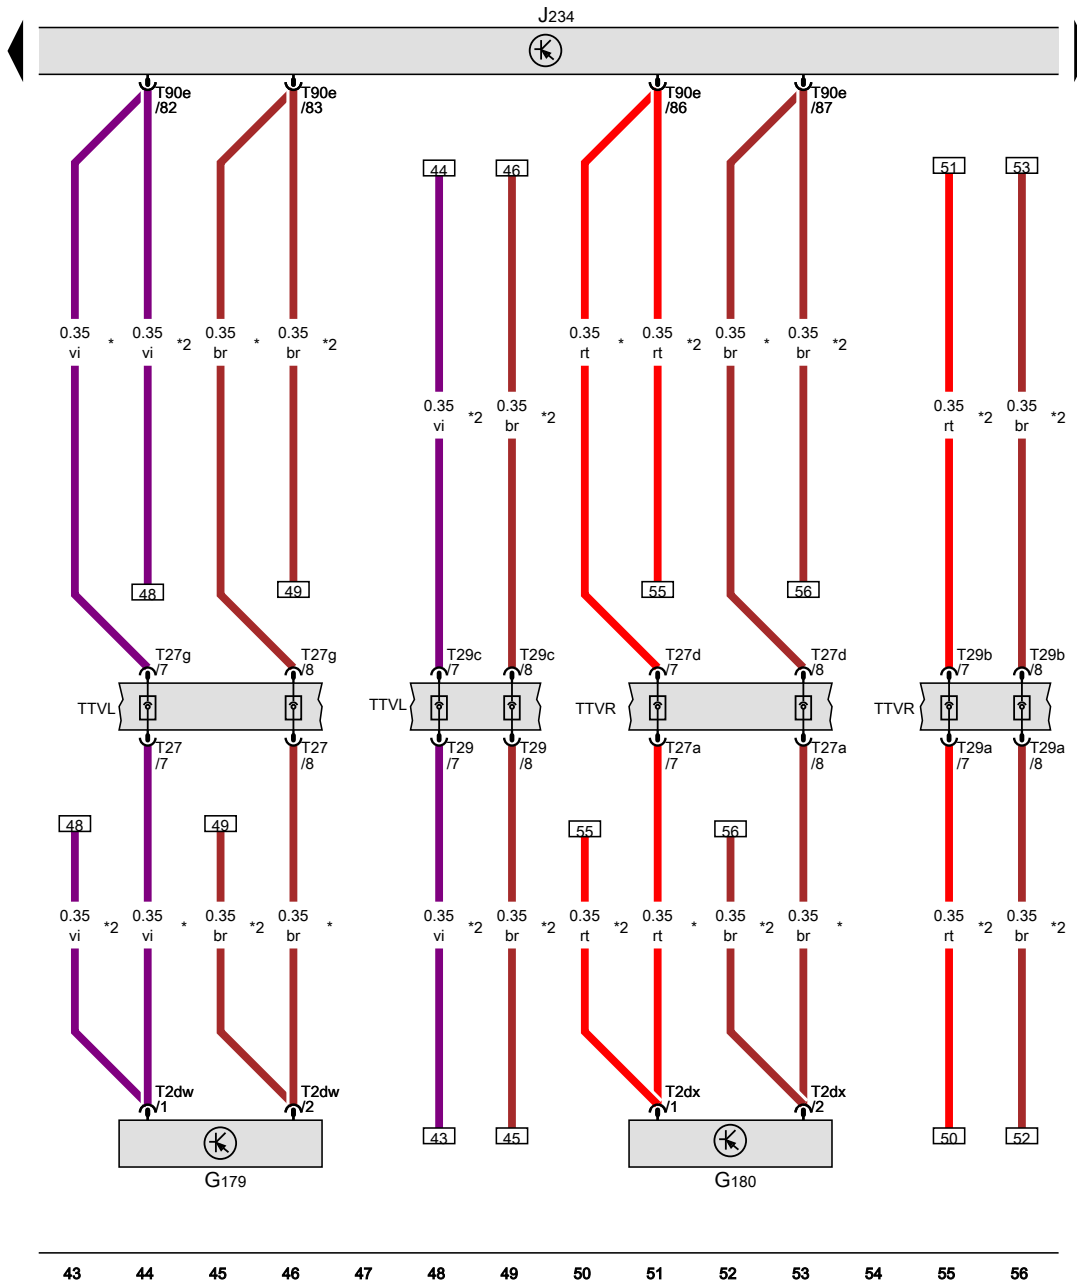 J234
T90e T90e T90e T90e
/82 /83 /86 /87
44 46 51 53
0.35 0.35 0.35 0.35 0.35 0.35 0.35 0.35
vi * vi *2 br * br *2 rt * rt *2 br * br *2
0.35 0.35 0.35 0.35
vi *2 br *2 rt *2 br *2
48 49 55 56
T27g T27g T29c T29c T27d T27d T29b T29b
/7 /8 /7 /8 /7 /8 /7 /8
TTVL TTVL TTVR TTVR
T27 T27 T29 T29 T27a T27a T29a T29a
/7 /8 /7 /8 /7 /8 /7 /8
48 49 55 56
0.35 0.35 0.35 0.35 0.35 0.35 0.35 0.35 0.35 0.35 0.35 0.35
vi *2 vi * br *2 br * vi *2 br *2 rt *2 rt * br *2 br * rt *2 br *2
T2dw T2dw T2dx T2dx
/1 /2 /1 /2
43 45 50 52
G179 G180
43 44 45 46 47 48 49 50 51 52 53 54 55 56